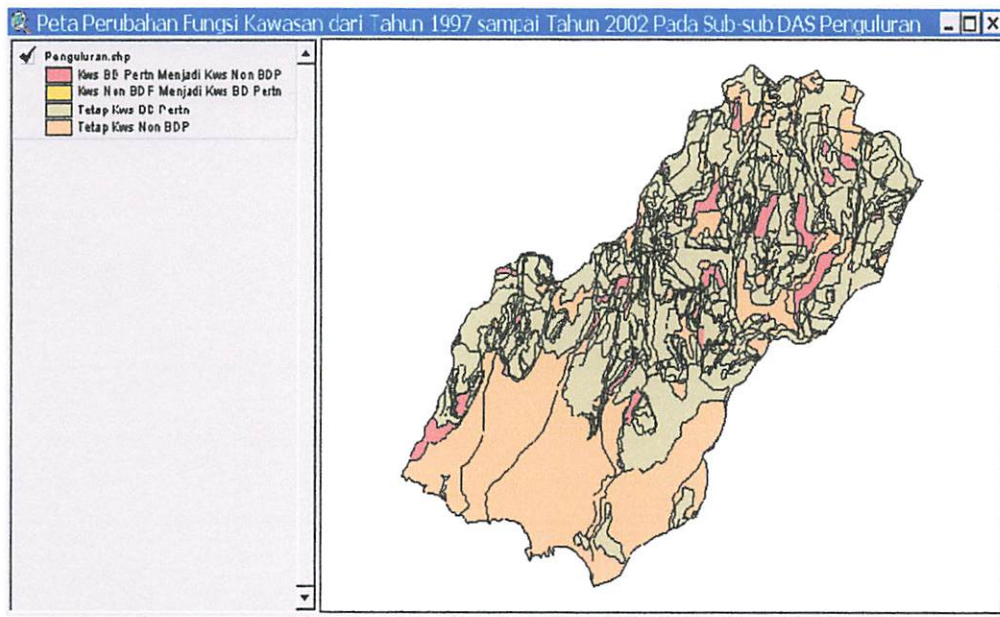 Peta Perubahan Fungsi Kawasan dari Tahun 1997 sampai Tahun 2002 Pada Sub-sub DAS Penguluran
Penguluran.shp
Kws BD Pertn Menjadi Kws Non BDP
Kws Non BDP Menjadi Kws BD Pertn
Tetap Kws BD Pertn
Tetap Kws Non BDP